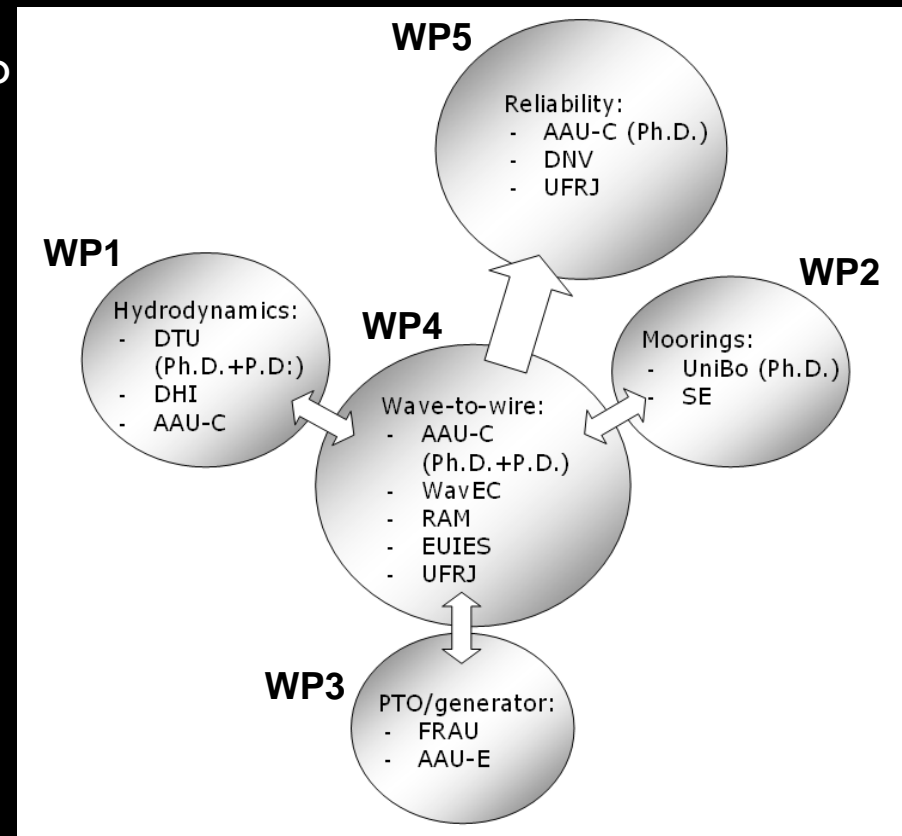 WP5
Reliability:
- AAU-C (Ph.D.)
- DNV
- UFRJ
WP1
Hydrodynamics:
- DTU
(Ph.D.+P.D:)
- DHI
- AAU-C
WP2
Moorings:
- UniBo (Ph.D.)
- SE
WP4
Wave-to-wire:
- AAU-C
(Ph.D.+P.D.)
- WavEC
- RAM
- EUIES
- UFRJ
WP3
PTO/generator:
- FRAU
- AAU-E